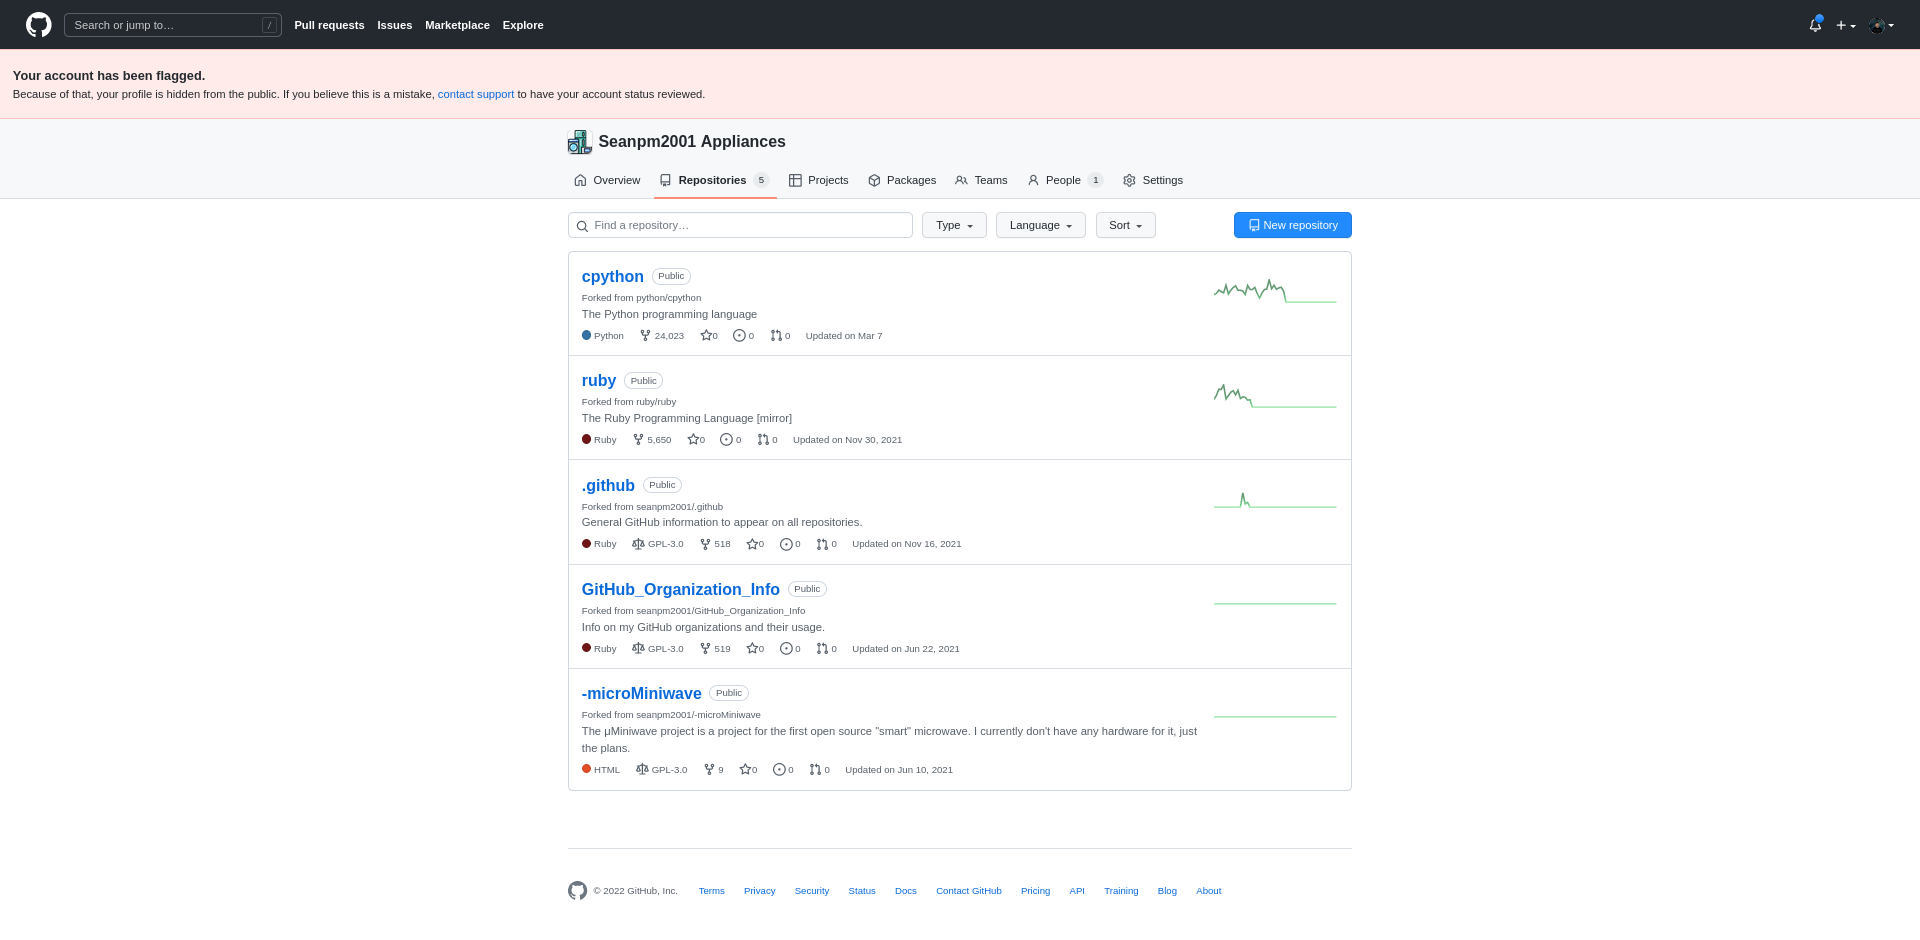 Search or jump to… /
Pull requests Issues Marketplace Explore
Your account has been flagged.
Because of that, your profile is hidden from the public. If you believe this is a mistake, contact support to have your account status reviewed.
Seanpm2001 Appliances
Overview Repositories 5 Projects Packages Teams People 1 Settings
Find a repository… Type Language Sort New repository
cpython Public
Forked from python/cpython
The Python programming language
Python 24,023 0 0 0 Updated on Mar 7
ruby Public
Forked from ruby/ruby
The Ruby Programming Language [mirror]
Ruby 5,650 0 0 0 Updated on Nov 30, 2021
.github Public
Forked from seanpm2001/.github
General GitHub information to appear on all repositories.
Ruby GPL-3.0 518 0 0 0 Updated on Nov 16, 2021
GitHub_Organization_Info Public
Forked from seanpm2001/GitHub_Organization_Info
Info on my GitHub organizations and their usage.
Ruby GPL-3.0 519 0 0 0 Updated on Jun 22, 2021
-microMiniwave Public
Forked from seanpm2001/-microMiniwave
The μMiniwave project is a project for the first open source "smart" microwave. I currently don't have any hardware for it, just
the plans.
HTML GPL-3.0 9 0 0 0 Updated on Jun 10, 2021
© 2022 GitHub, Inc. Terms Privacy Security Status Docs Contact GitHub Pricing API Training Blog About